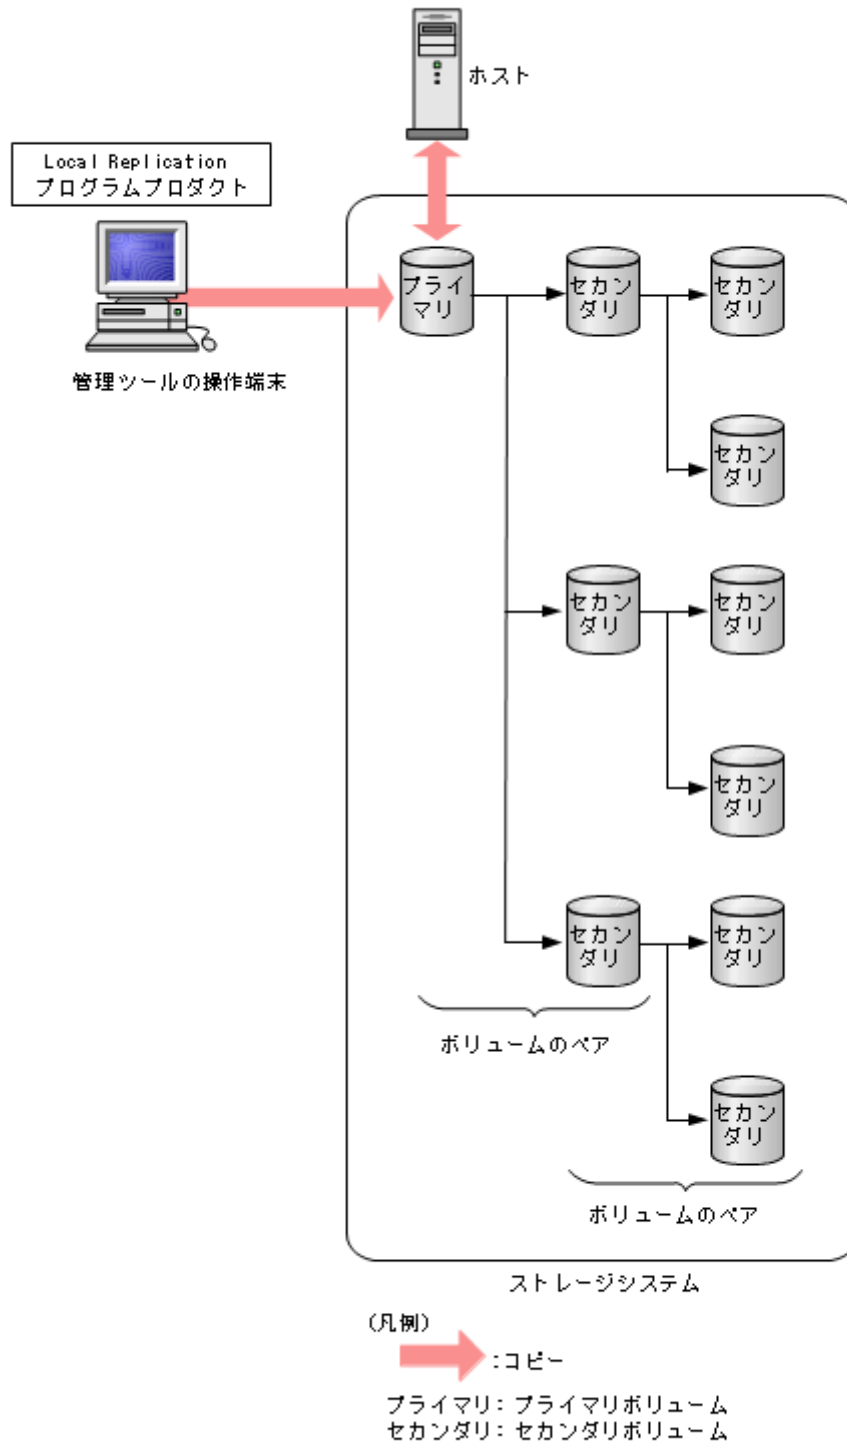 ホスト
Local Replication
プログラムプロダクト
管理ツールの操作端末
プライ
マリ
セカン
ダリ
セカン
ダリ
セカン
ダリ
セカン
ダリ
セカン
ダリ
セカン
ダリ
セカン
ダリ
セカン
ダリ
ボリュームのペア
セカン
ダリ
ボリュームのペア
ストレージシステム
(凡例)
:コピー
プライマリ: プライマリボリューム
セカンダリ: セカンダリボリューム